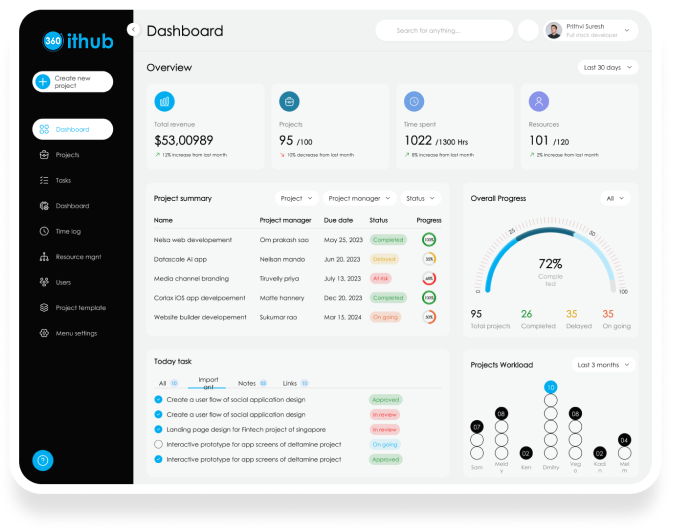 360 ithub
Dashboard
Search for anything...
Prithvi Suresh
Full stack developer
Create new
project
Overview
Last 30 days
Total revenue
$53,00989
12% increase from last month
Projects
95 /100
10% decrease from last month
Time spent
1022 /1300 Hrs
8% increase from last month
Resources
101 /120
2% increase from last month
Dashboard
Projects
Tasks
Dashboard
Time log
Resource mgnt
Users
Project template
Menu settings
Project summary
Project
Project manager
Status
Name Project manager Due date Status Progress
Nelsa web developement Om prakash sao May 25, 2023 Completed 100%
Datascale AI app Neilsan mando Jun 20, 2023 Delayed 35%
Media channel branding Tiruvelly priya July 13, 2023 At risk 68%
Corlax iOS app develpoement Matte hannery Dec 20, 2023 Completed 100%
Website builder developement Sukumar rao Mar 15, 2024 On going 50%
Overall Progress
All
0 25 50 100
72%
Comple
ted
95 26 35 35
Total projects Completed Delayed On going
Today task
All 10
Import
ant
Notes
Links
Create a user flow of social application design Approved
Create a user flow of social application design In review
Landing page design for Fintech project of singapore In review
Interactive prototype for app screens of deltamine project On going
Interactive prototype for app screens of deltamine project Approved
Projects Workload
Last 3 months
07 08 02 10 08 02 04
Sam
Meld
y
Ken
Dmitry
Veg
a
Kadi
n
Mel
m
?